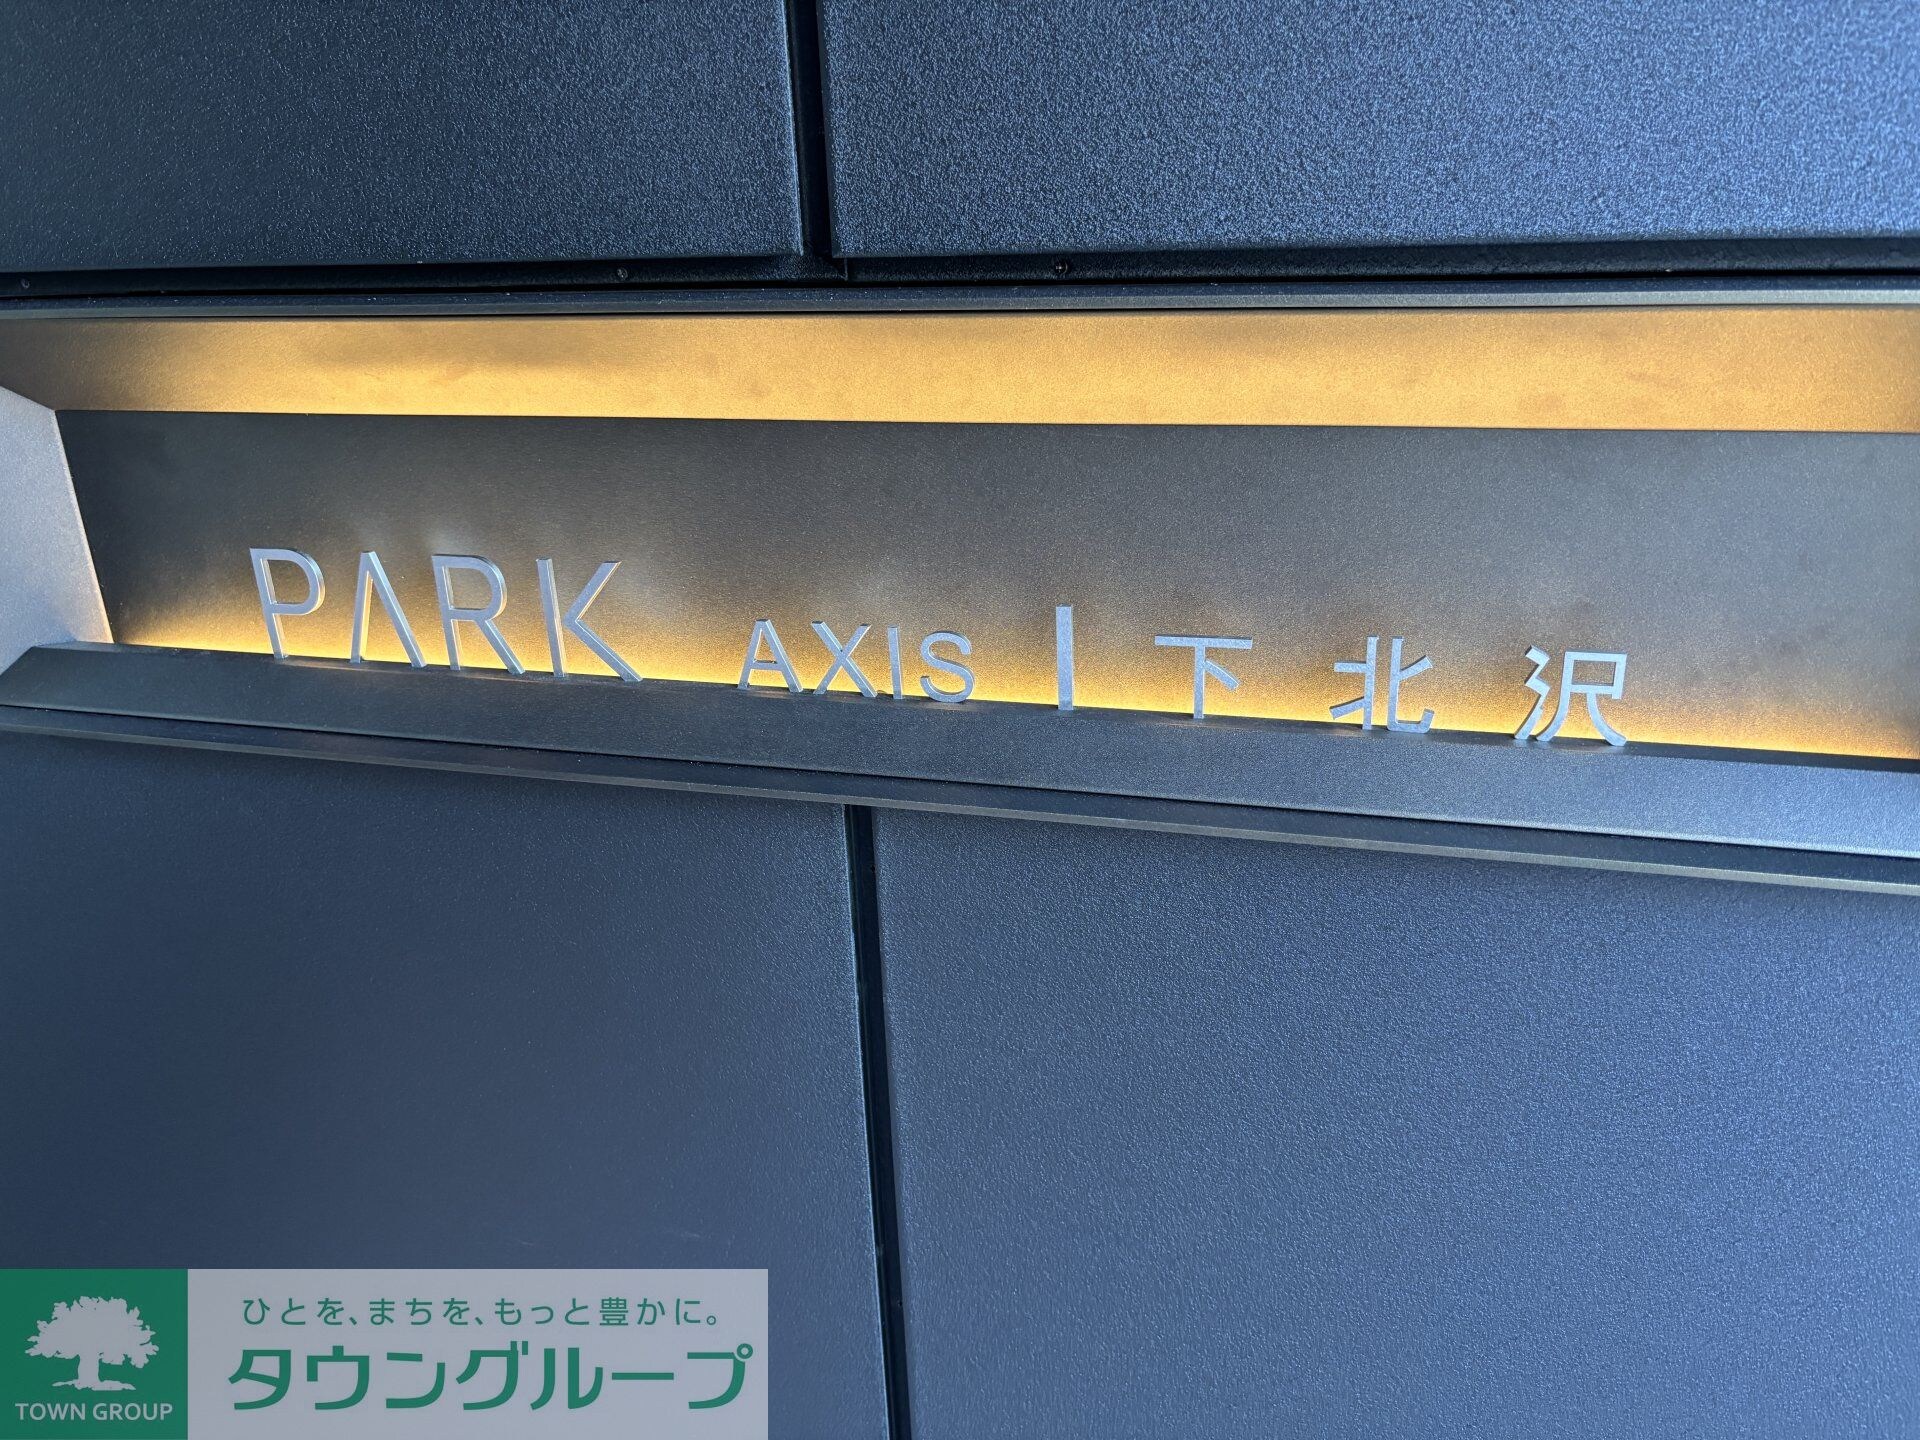 PARK AXIS | 下北沢
ひとを、まちを、もっと豊かに。
タウングループ
TOWN GROUP